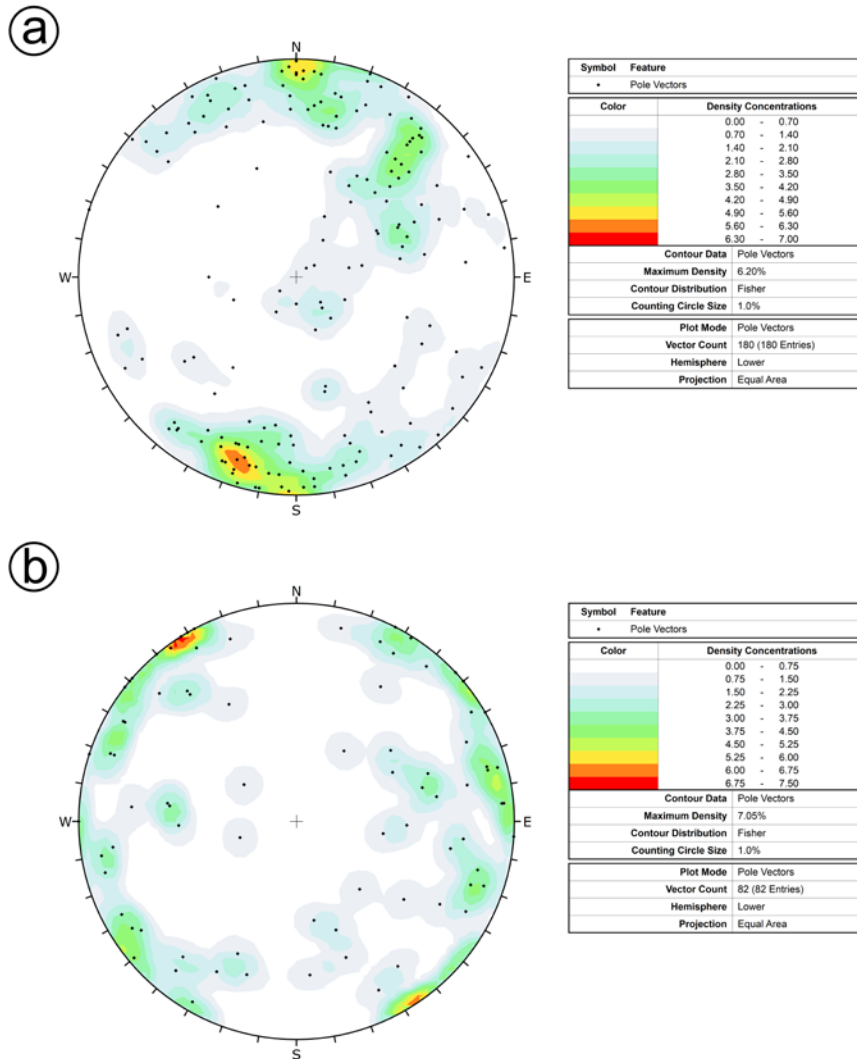 a
N
W
E
S
Symbol Feature
Pole Vectors
Color Density Concentrations
0.00 - 0.70
0.70 - 1.40
1.40 - 2.10
2.10 - 2.80
2.80 - 3.50
3.50 - 4.20
4.20 - 4.90
4.90 - 5.60
5.60 - 6.30
6.30 - 7.00
Contour Data Pole Vectors
Maximum Density 6.20%
Contour Distribution Fisher
Counting Circle Size 1.0%
Plot Mode Pole Vectors
Vector Count 180 (180 Entries)
Hemisphere Lower
Projection Equal Area
b
N
W
E
S
Symbol Feature
Pole Vectors
Color Density Concentrations
0.00 - 0.75
0.75 - 1.50
1.50 - 2.25
2.25 - 3.00
3.00 - 3.75
3.75 - 4.50
4.50 - 5.25
5.25 - 6.00
6.00 - 6.75
6.75 - 7.50
Contour Data Pole Vectors
Maximum Density 7.05%
Contour Distribution Fisher
Counting Circle Size 1.0%
Plot Mode Pole Vectors
Vector Count 82 (82 Entries)
Hemisphere Lower
Projection Equal Area